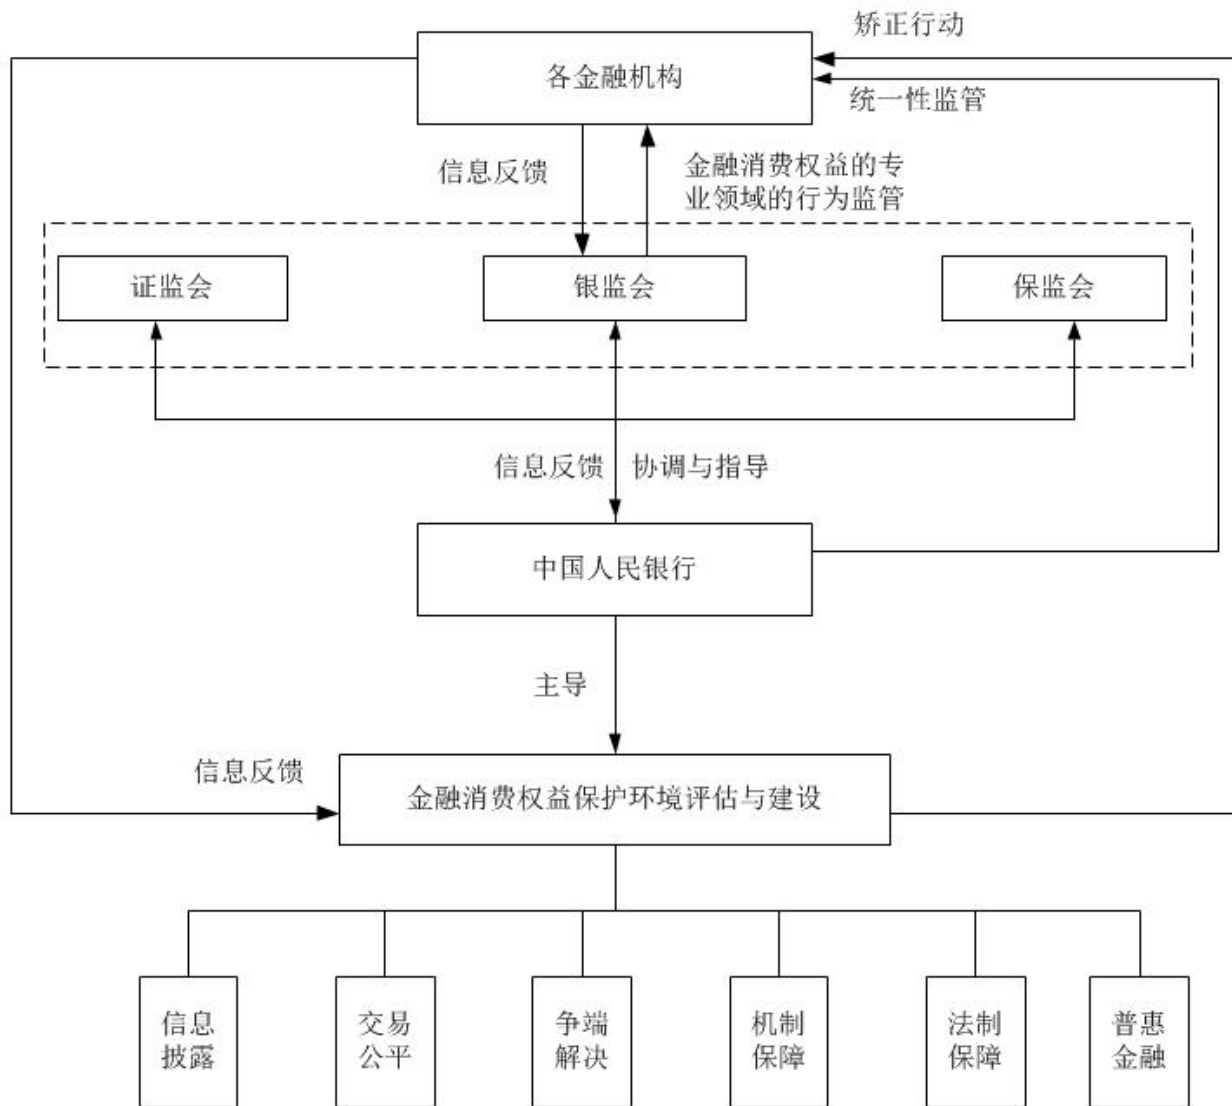 矫正行动
各金融机构
统一性监管
信息反馈
金融消费权益的专
业领域的行为监管
证监会
银监会
保监会
信息反馈
协调与指导
中国人民银行
主导
信息反馈
金融消费权益保护环境评估与建设
信息
披露
交易
公平
争端
解决
机制
保障
法制
保障
普惠
金融